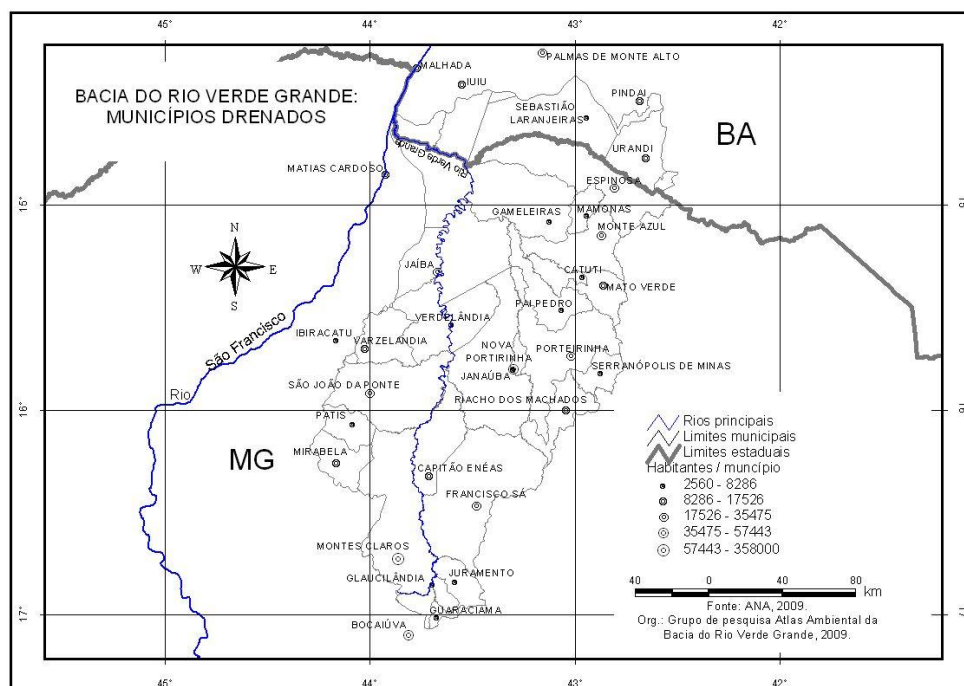 45° 44° 43° 42°
PALMAS DE MONTE ALTO
MALHADA
IUIU
BACIA DO RIO VERDE GRANDE:
MUNICÍPIOS DRENADOS
PINDAI
SEBASTIÃO
LARANJEIRAS
BA
URANDI
Rio Verde Grande
MATIAS CARDOSO
ESPINOSA
15°
GAMELEIRAS
MAMONAS
MONTE AZUL
N
W E
S
JAÍBA
CATUTI
MATO VERDE
PAI PEDRO
VERDELÂNDIA
São Francisco
IBIRACATU
VARZELANDIA
NOVA
PORTIRINHA
PORTEIRINHA
JANAÚBA
SERRANÓPOLIS DE MINAS
SÃO JOÃO DA PONTE
Rio
RIACHO DOS MACHADOS
16°
PATIS
MG
MIRABELA
CAPITÃO ENÉAS
FRANCISCO SÁ
Rios principais
Limites municipais
Limites estaduais
Habitantes / muncípio
2560 - 8286
8286 - 17526
17526 - 35475
35475 - 57443
57443 - 358000
MONTES CLAROS
GLAUCILÂNDIA
JURAMENTO
GUARACIAMA
BOCAIÚVA
40 0 40 80 km
Fonte: ANA, 2009.
Org.: Grupo de pesquisa Atlas Ambiental da
Bacia do Rio Verde Grande, 2009.
17°
45° 44° 43° 42°